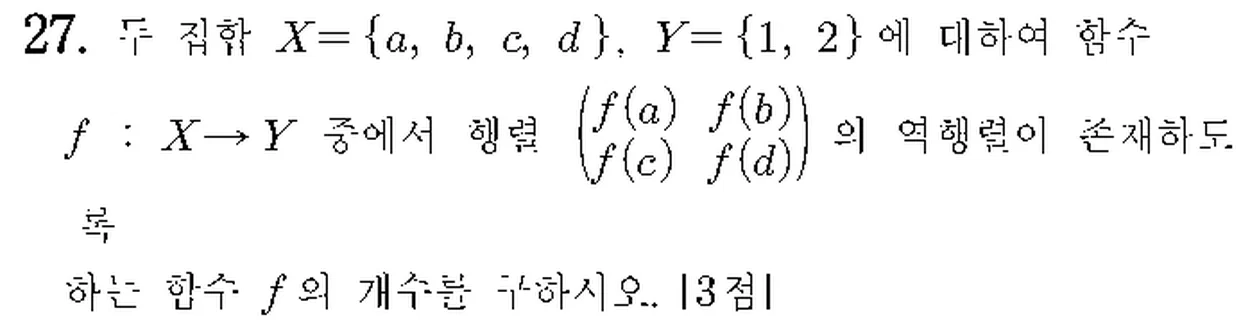 27. 두 집합 X={a, b, c, d}, Y={1, 2}에 대하여 함수
f : X→Y 중에서 행렬 (f(a) f(b)
f(c) f(d)) 의 역행렬이 존재하도
록
하는 함수 f의 개수를 구하시오. [3점]